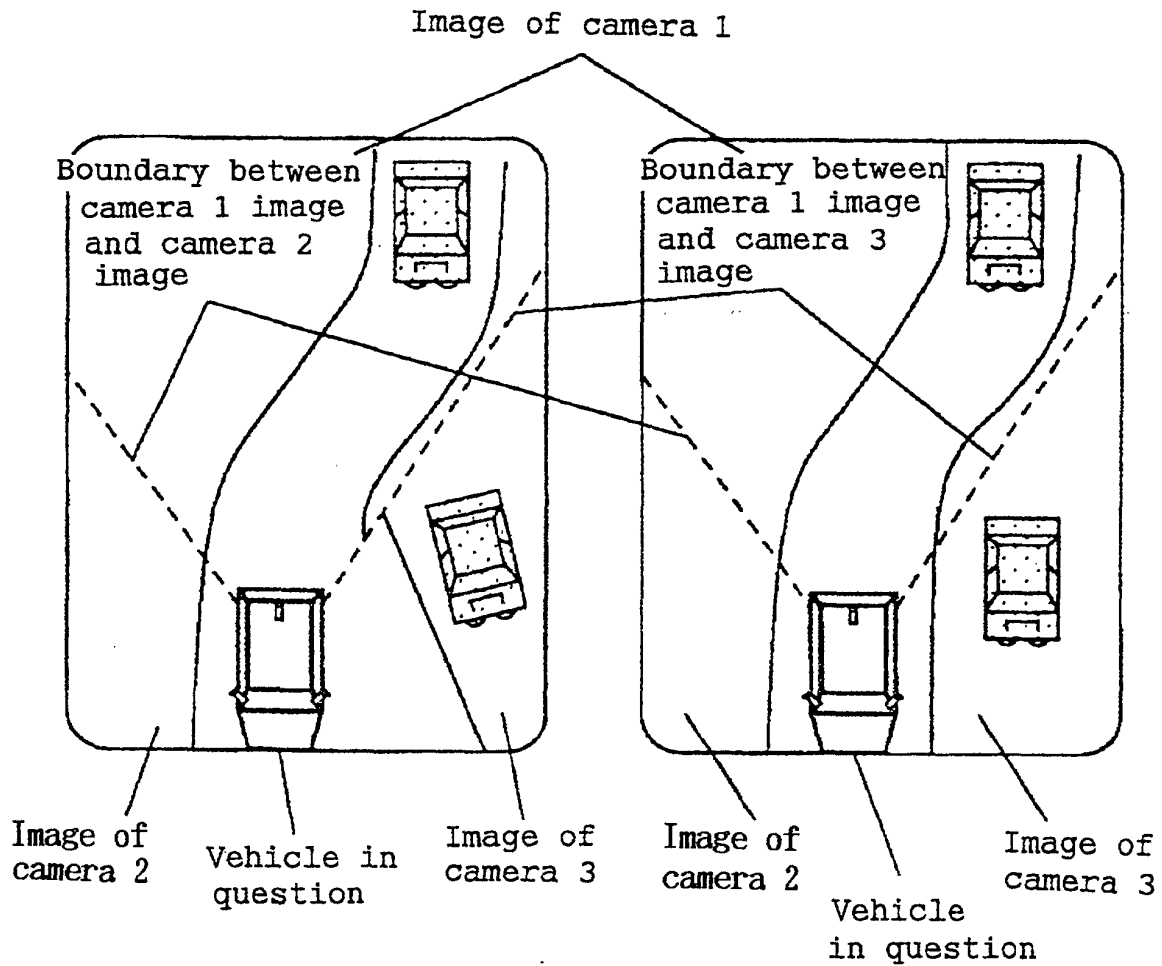 Image of camera 1
Boundary between
camera 1 image
and camera 2
image
Boundary between
camera 1 image
and camera 3
image
Image of
camera 2
Vehicle in
question
Image of
camera 3
Image of
camera 2
Vehicle
in question
Image of
camera 3